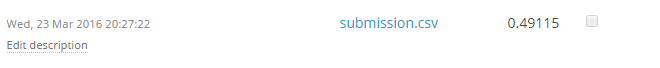 Wed, 23 Mar 2016 20:27:22 submission.csv 0.49115
Edit description